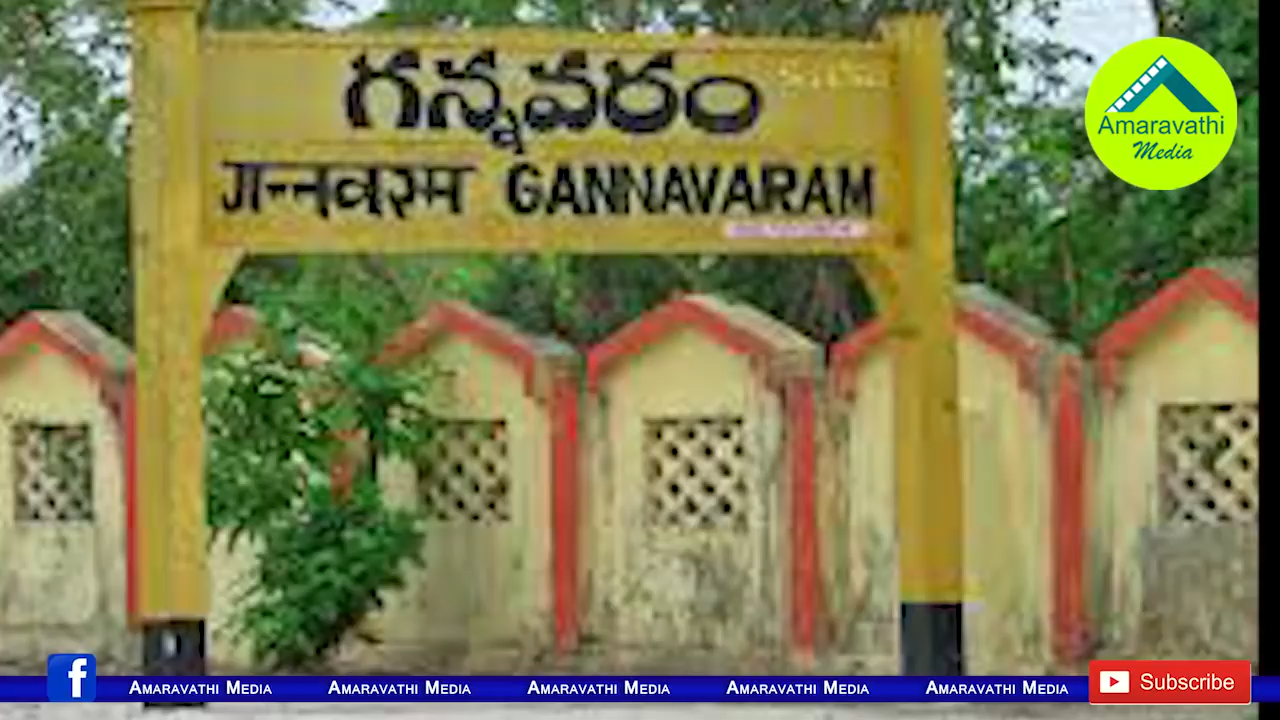 గన్నవరం
गन्नवरम GANNAVARAM
Amaravathi
Media
f
Amaravathi Media Amaravathi Media Amaravathi Media Amaravathi Media Amaravathi Media
Subscribe